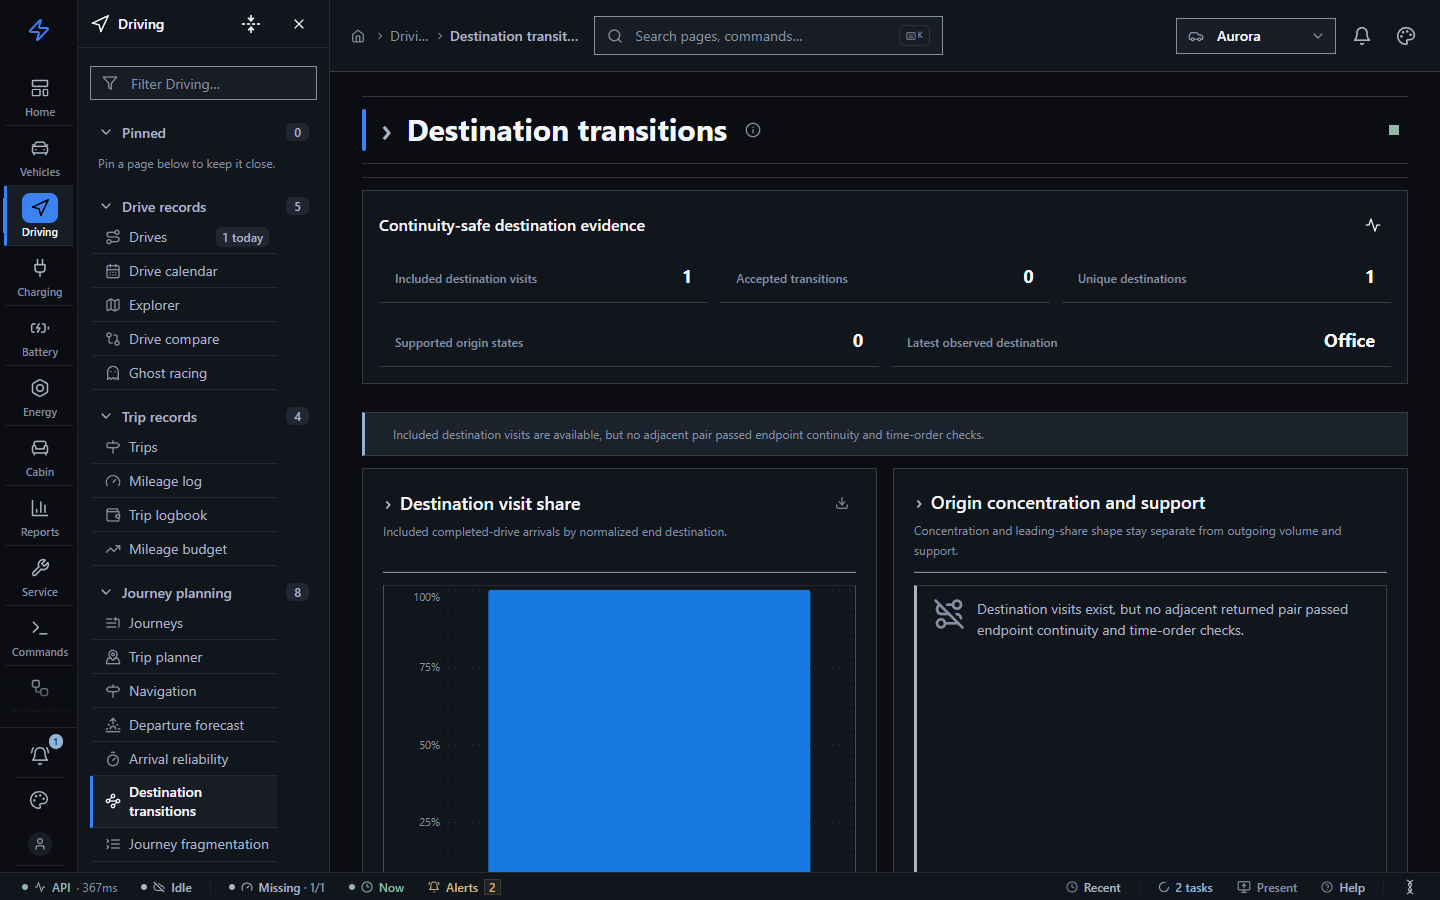 Home
Vehicles
Driving
Charging
Battery
Energy
Cabin
Reports
Service
Commands
1
Driving
Filter Driving...
Pinned 0
Pin a page below to keep it close.
Drive records 5
Drives 1 today
Drive calendar
Explorer
Drive compare
Ghost racing
Trip records 4
Trips
Mileage log
Trip logbook
Mileage budget
Journey planning 8
Journeys
Trip planner
Navigation
Departure forecast
Arrival reliability
Destination
transitions
Journey fragmentation
Drivi... Destination transit...
Search pages, commands... K
Aurora
Destination transitions
Continuity-safe destination evidence
Included destination visits 1
Accepted transitions 0
Unique destinations 1
Supported origin states 0
Latest observed destination Office
Included destination visits are available, but no adjacent pair passed endpoint continuity and time-order checks.
Destination visit share
Included completed-drive arrivals by normalized end destination.
100%
75%
50%
25%
Origin concentration and support
Concentration and leading-share shape stay separate from outgoing volume and
support.
Destination visits exist, but no adjacent returned pair passed
endpoint continuity and time-order checks.
API · 367ms Idle Missing · 1/1 Now Alerts 2 Recent 2 tasks Present Help